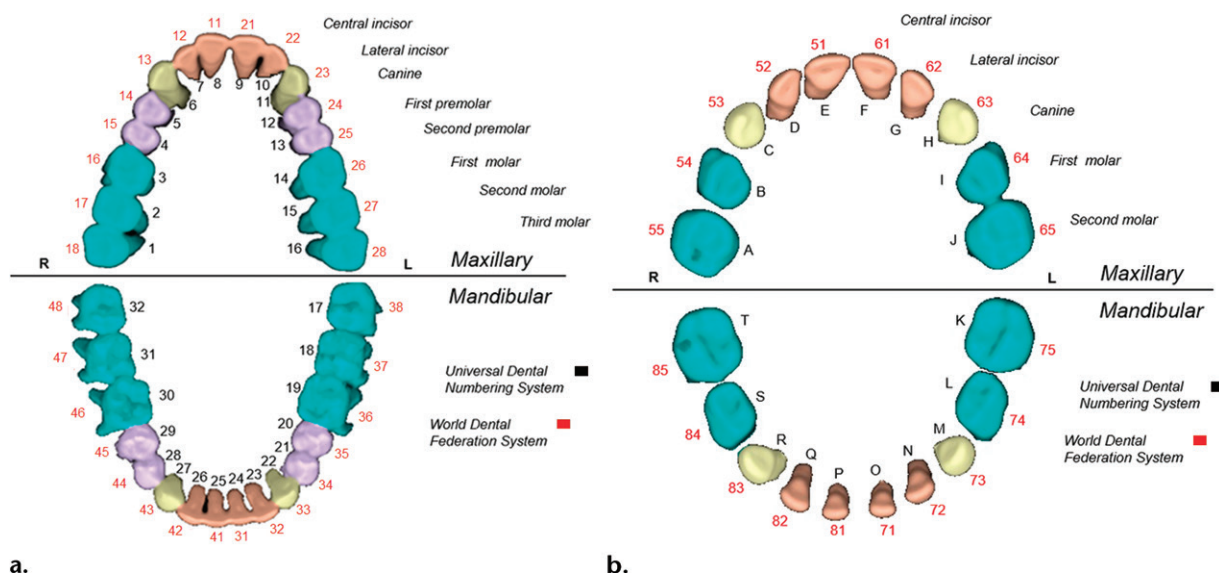 11 21 Central incisor
12 22
Lateral incisor
13 7 8 9 10 23 Canine
6 11
14 24 First premolar
5 12
15 25 Second premolar
4 13
16 26 First molar
3 14
17 27 Second molar
2 15
Third molar
18 1 16 28
R L Maxillary
Mandibular
48 32 17 38
47 31 18 37
Universal Dental
Numbering System
46 30 19 36
World Dental
Federation System
45 29 20 35
28 21
44 27 26 25 24 23 22 34
43 33
42 41 31 32
a.
Central incisor
51 61
52 62 Lateral incisor
53 E F 63
D G Canine
C H
54 64 First molar
B I
55 65 Second molar
A J
R L Maxillary
Mandibular
T K
85 75
Universal Dental
Numbering System
S L
84 74
World Dental
Federation System
R Q P O N M
83 73
82 81 71 72
b.